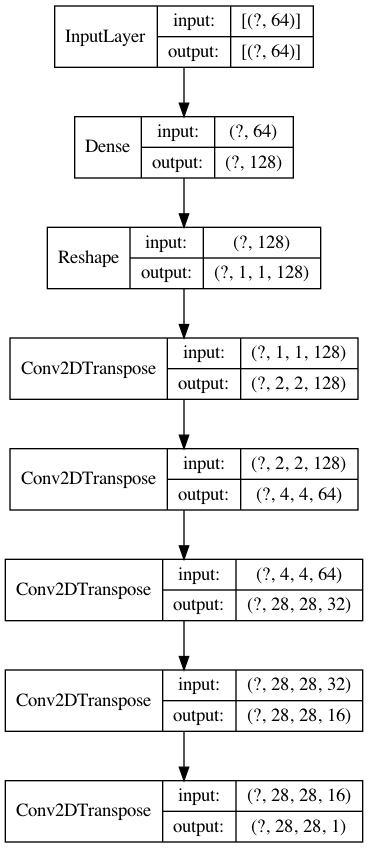 InputLayer
input: [(?, 64)]
output: [(?, 64)]
Dense
input: (?, 64)
output: (?, 128)
Reshape
input: (?, 128)
output: (?, 1, 1, 128)
Conv2DTranspose
input: (?, 1, 1, 128)
output: (?, 2, 2, 128)
Conv2DTranspose
input: (?, 2, 2, 128)
output: (?, 4, 4, 64)
Conv2DTranspose
input: (?, 4, 4, 64)
output: (?, 28, 28, 32)
Conv2DTranspose
input: (?, 28, 28, 32)
output: (?, 28, 28, 16)
Conv2DTranspose
input: (?, 28, 28, 16)
output: (?, 28, 28, 1)